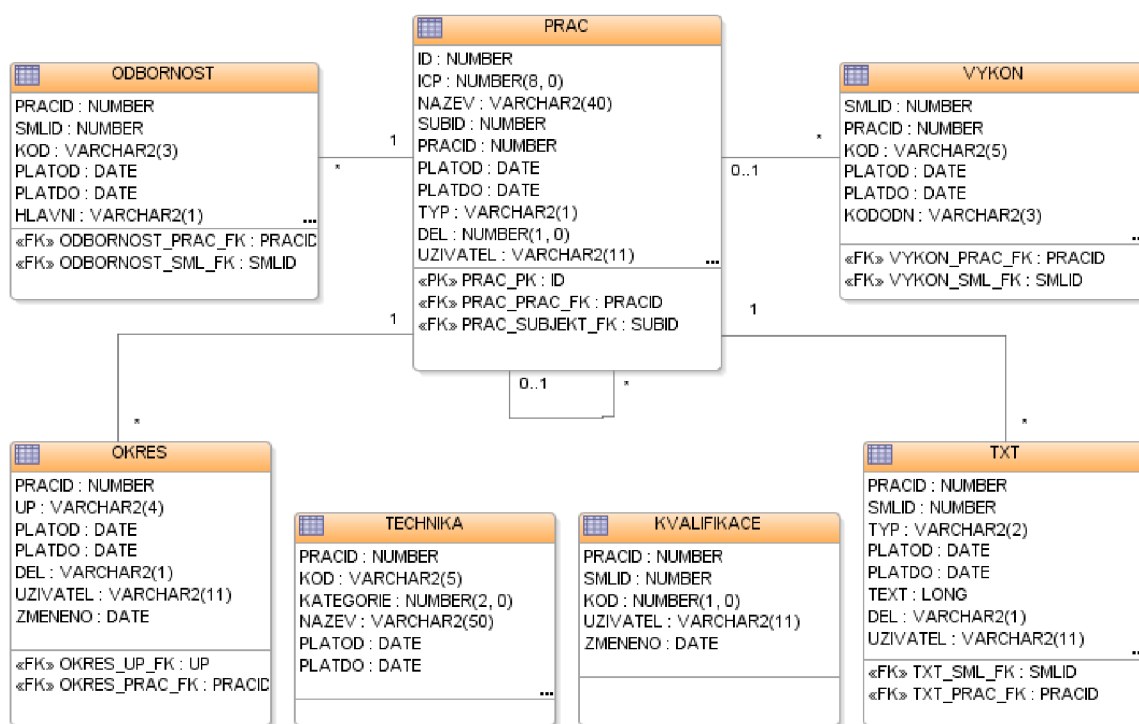 PRAC
ID : NUMBER
ICP : NUMBER(8, 0)
NAZEV : VARCHAR2(40)
SUBID : NUMBER
PRACID : NUMBER
PLATOD : DATE
PLATDO : DATE
TYP : VARCHAR2(1)
DEL : NUMBER(1, 0)
UZIVATEL : VARCHAR2(11)
...
«PK» PRAC_PK : ID
«FK» PRAC_PRAC_FK : PRACID
«FK» PRAC_SUBJEKT_FK : SUBID
ODBORNOST
PRACID : NUMBER
SMLID : NUMBER
KOD : VARCHAR2(3)
PLATOD : DATE
PLATDO : DATE
HLAVNI : VARCHAR2(1)
...
«FK» ODBORNOST_PRAC_FK : PRACID
«FK» ODBORNOST_SML_FK : SMLID
1
*
VYKON
SMLID : NUMBER
PRACID : NUMBER
KOD : VARCHAR2(5)
PLATOD : DATE
PLATDO : DATE
KODODN : VARCHAR2(3)
...
«FK» VYKON_PRAC_FK : PRACID
«FK» VYKON_SML_FK : SMLID
*
0..1
1
*
0..1
*
1
*
OKRES
PRACID : NUMBER
UP : VARCHAR2(4)
PLATOD : DATE
PLATDO : DATE
DEL : VARCHAR2(1)
UZIVATEL : VARCHAR2(11)
ZMENENO : DATE
«FK» OKRES_UP_FK : UP
«FK» OKRES_PRAC_FK : PRACID
TECHNIKA
PRACID : NUMBER
KOD : VARCHAR2(5)
KATEGORIE : NUMBER(2, 0)
NAZEV : VARCHAR2(50)
PLATOD : DATE
PLATDO : DATE
...
KVALIFIKACE
PRACID : NUMBER
SMLID : NUMBER
KOD : NUMBER(1, 0)
UZIVATEL : VARCHAR2(11)
ZMENENO : DATE
TXT
PRACID : NUMBER
SMLID : NUMBER
TYP : VARCHAR2(2)
PLATOD : DATE
PLATDO : DATE
TEXT : LONG
DEL : VARCHAR2(1)
UZIVATEL : VARCHAR2(11)
...
«FK» TXT_SML_FK : SMLID
«FK» TXT_PRAC_FK : PRACID